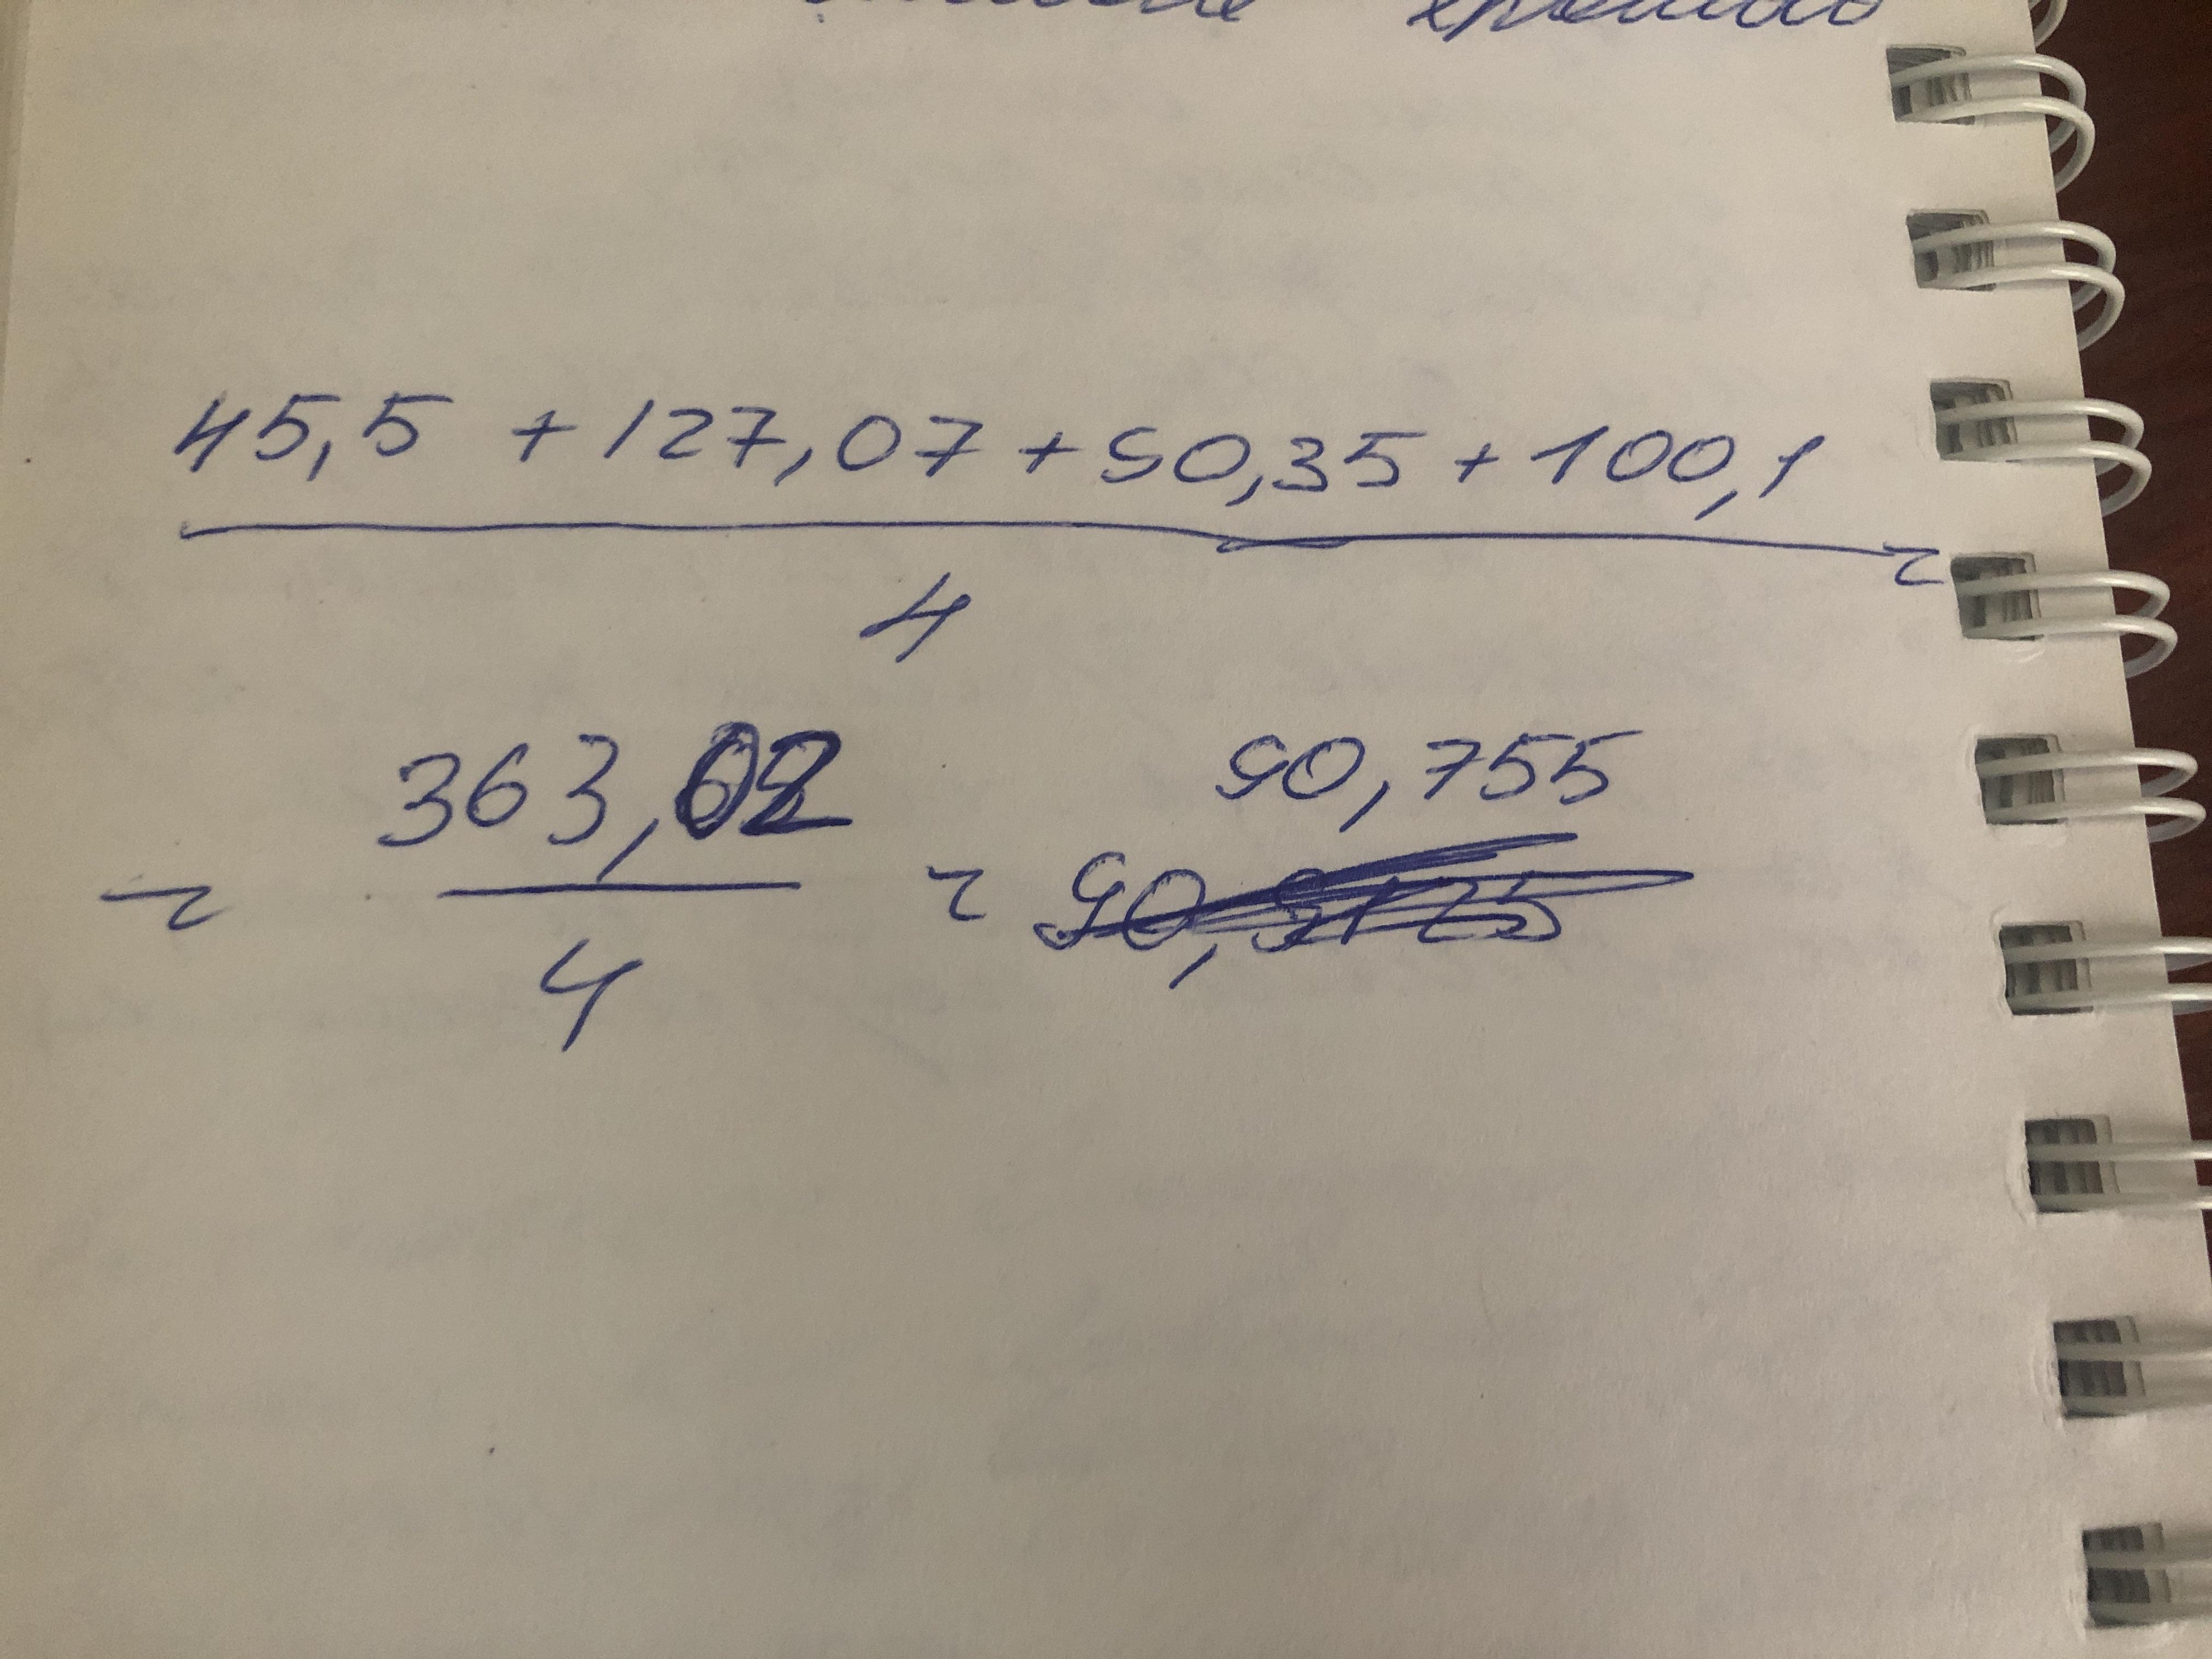 45,5 + 127,07 + 90,35 + 100,1 =
4
= 363,02 = 90,755
4